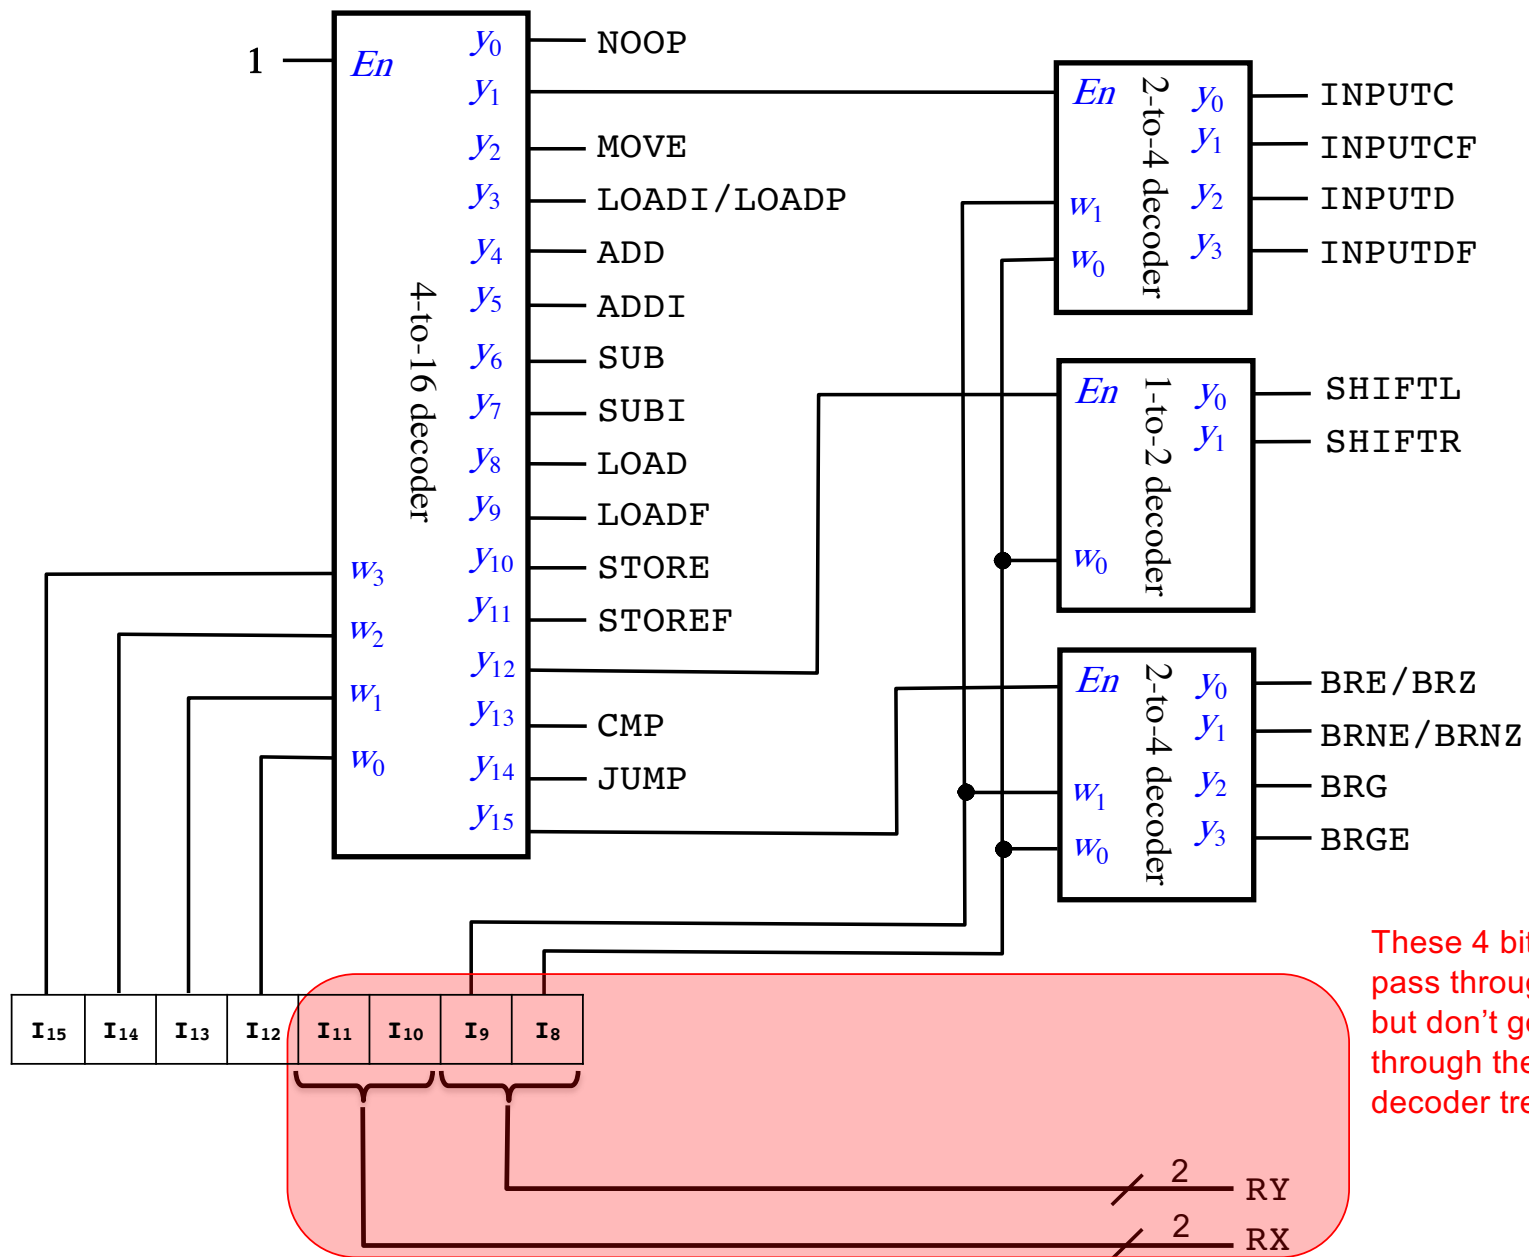 1
En
y0
y1
y2
y3
y4
y5
y6
y7
y8
y9
y10
y11
y12
y13
y14
y15
w3
w2
w1
w0
4-to-16 decoder
NOOP
MOVE
LOADI/LOADP
ADD
ADDI
SUB
SUBI
LOAD
LOADF
STORE
STOREF
CMP
JUMP
En
w1
w0
2-to-4 decoder
y0
y1
y2
y3
INPUTC
INPUTCF
INPUTD
INPUTDF
En
w0
1-to-2 decoder
y0
y1
SHIFTL
SHIFTR
En
w1
w0
2-to-4 decoder
y0
y1
y2
y3
BRE/BRZ
BRNE/BRNZ
BRG
BRGE
I15 I14 I13 I12 I11 I10 I9 I8
These 4 bit
pass throu
but don't g
through the
decoder tre
2
RY
2
RX